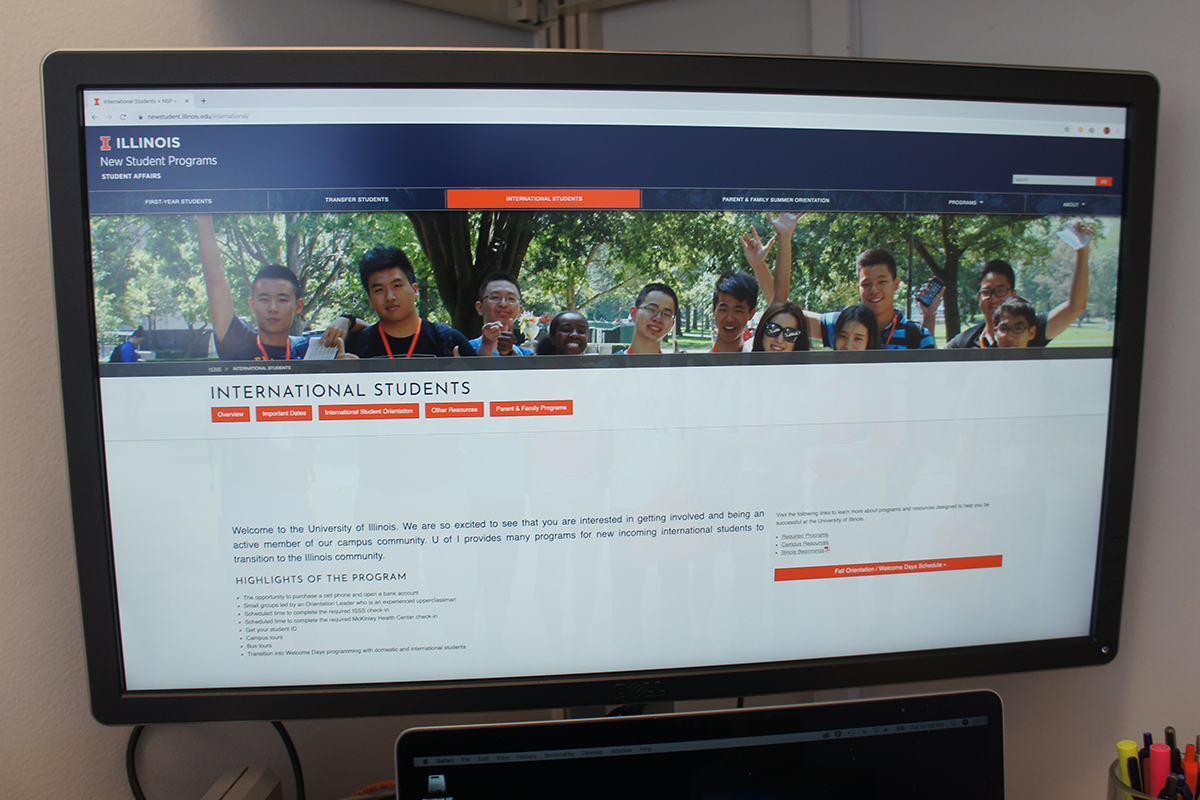 International Students • NSP •
newstudent.illinois.edu/international/
I ILLINOIS
New Student Programs
STUDENT AFFAIRS
search
GO
FIRST-YEAR STUDENTS
TRANSFER STUDENTS
INTERNATIONAL STUDENTS
PARENT & FAMILY SUMMER ORIENTATION
PROGRAMS
ABOUT
HOME > INTERNATIONAL STUDENTS
INTERNATIONAL STUDENTS
Overview
Important Dates
International Student Orientation
Other Resources
Parent & Family Programs
Welcome to the University of Illinois. We are so excited to see that you are interested in getting involved and being an
active member of our campus community. U of I provides many programs for new incoming international students to
transition to the Illinois community.
HIGHLIGHTS OF THE PROGRAM
• The opportunity to purchase a cell phone and open a bank account
• Small groups led by an Orientation Leader who is an experienced upperclassman
• Scheduled time to complete the required ISSS check-in
• Scheduled time to complete the required McKinley Health Center check-in
• Get your student ID
• Campus tours
• Bus tours
• Transition into Welcome Days programming with domestic and international students
Visit the following links to learn more about programs and resources designed to help you be
successful at the University of Illinois.
• Required Programs
• Campus Resources
• Illinois Beginnings
Fall Orientation / Welcome Days Schedule »
DELL
Safari File Edit View History Bookmarks Develop Window Help